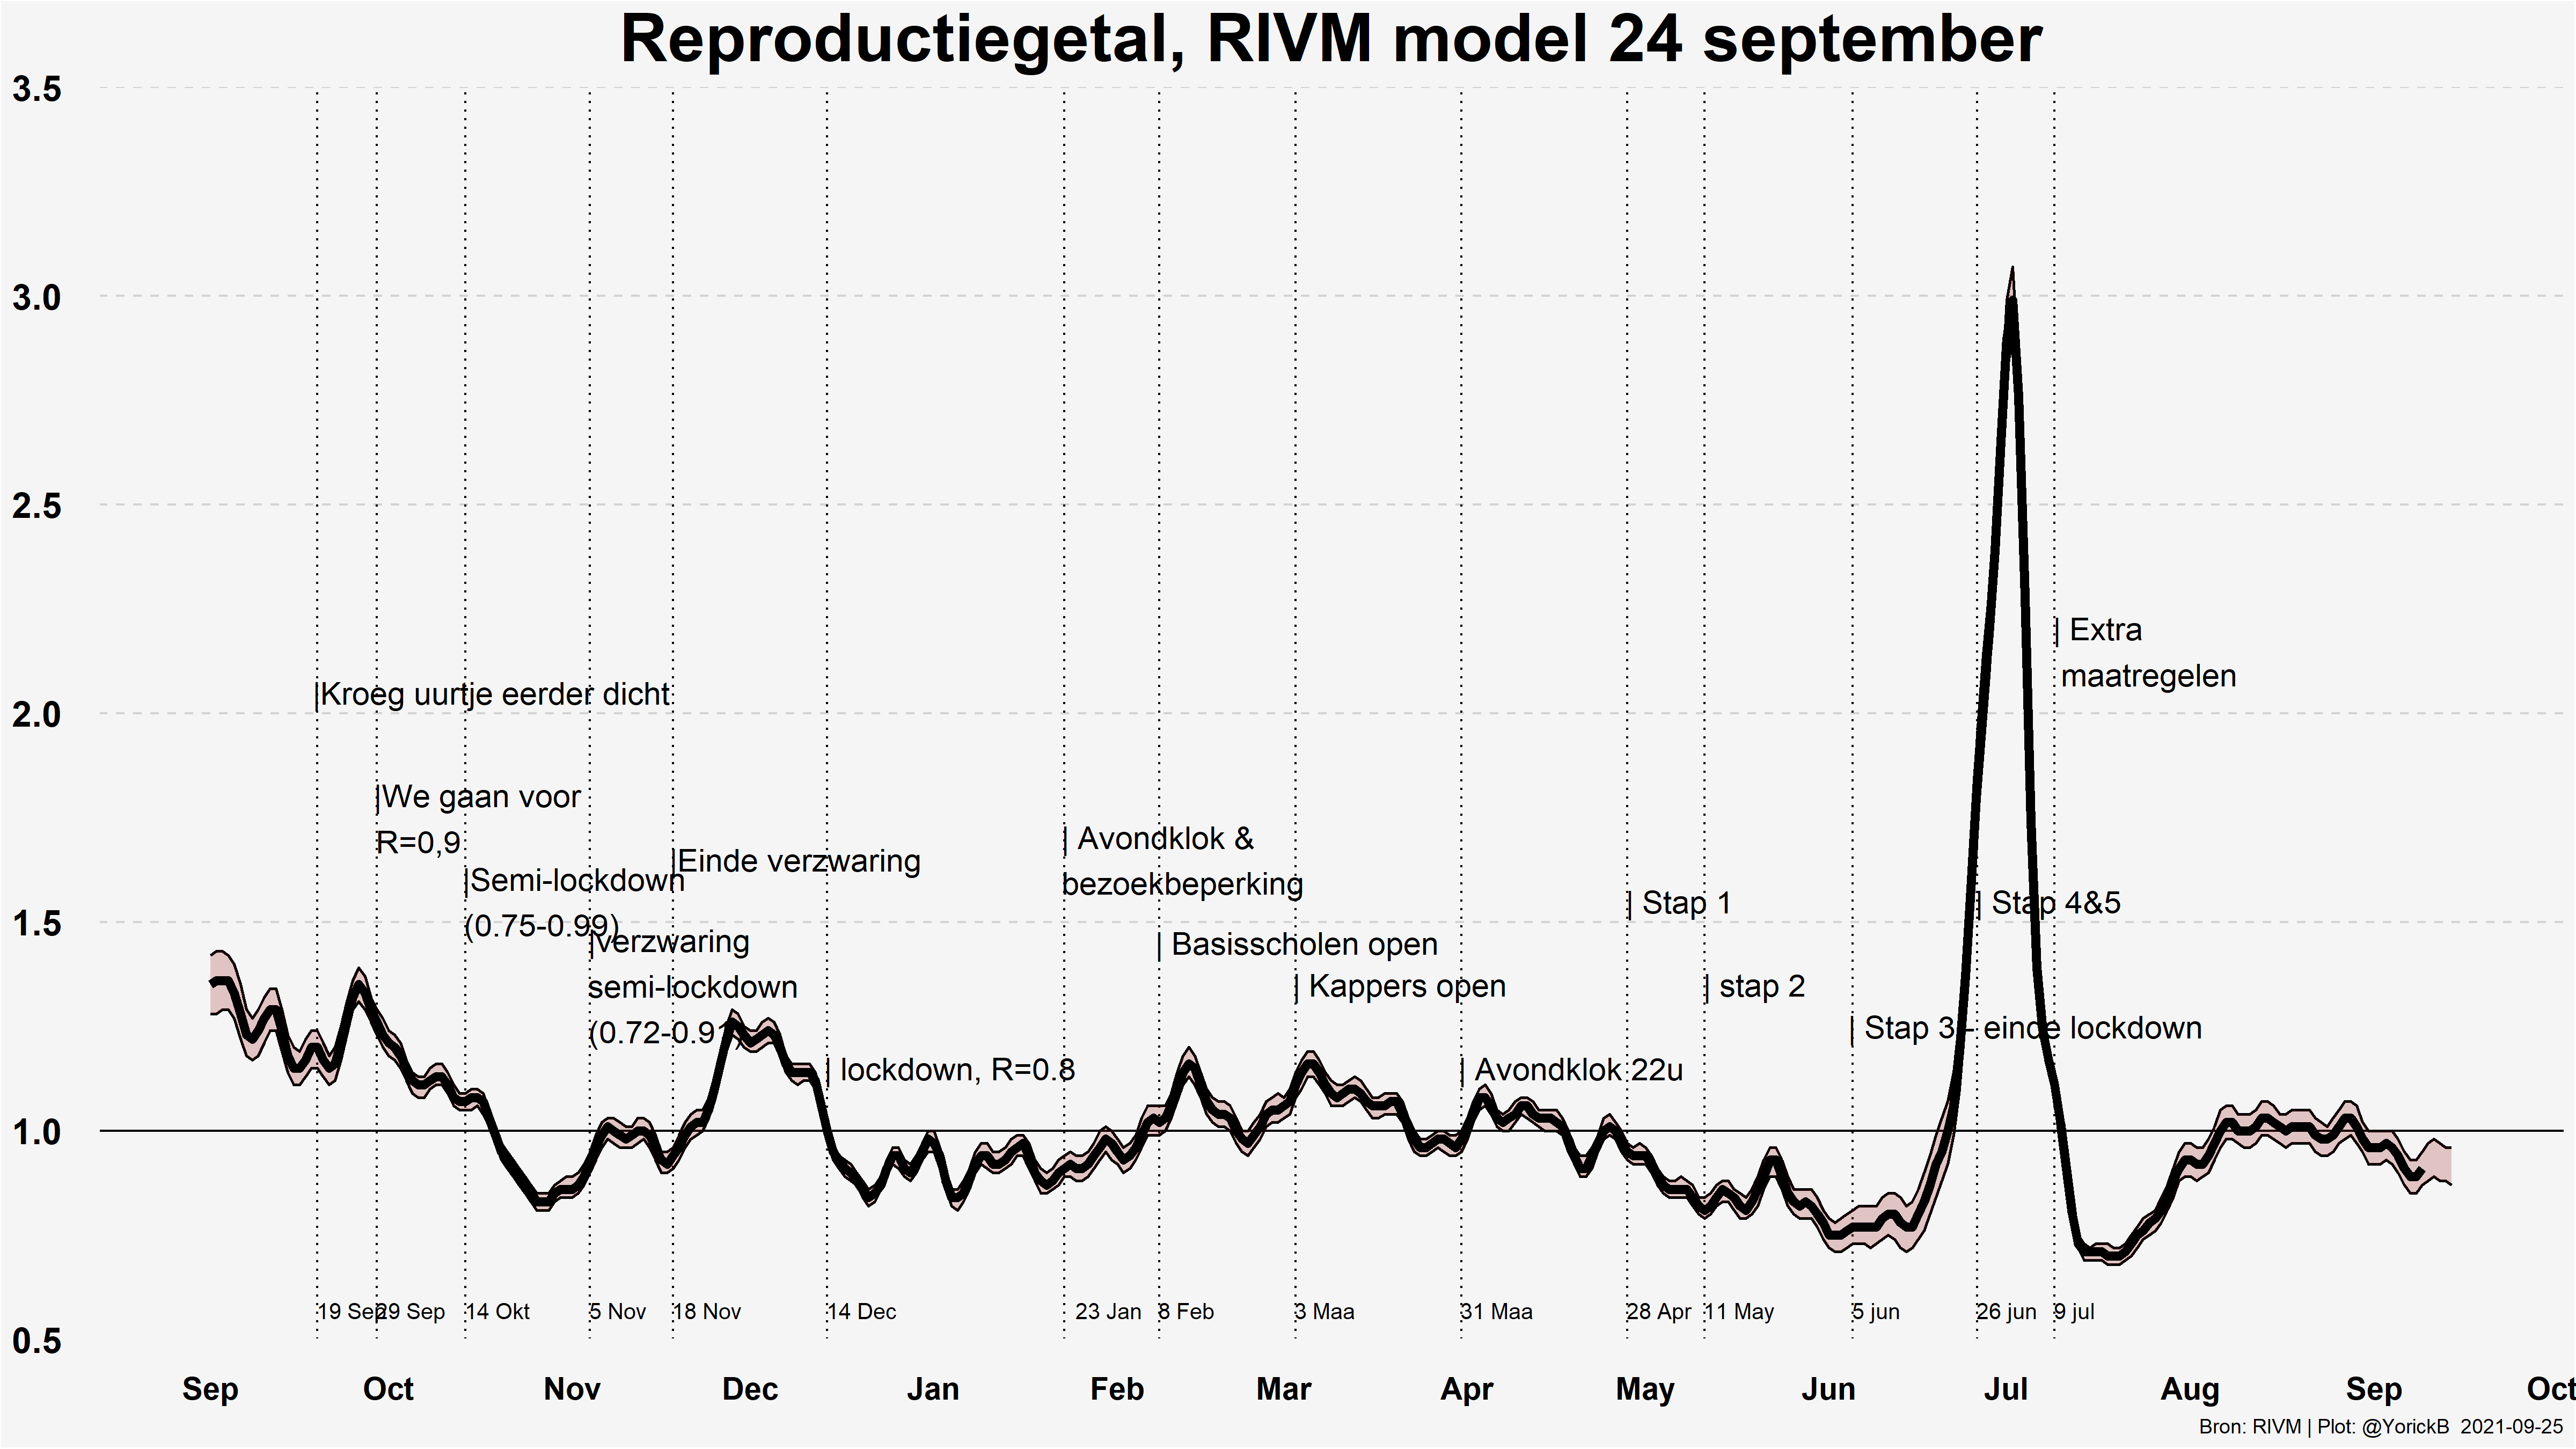 Reproductiegetal, RIVM model 24 september
3.5
3.0
2.5
2.0
1.5
1.0
0.5
|Kroeg uurtje eerder dicht
|We gaan voor
R=0,9
|Semi-lockdown
(0.75-0.99)
|verzwaring
semi-lockdown
(0.72-0.91)
|Einde verzwaring
| lockdown, R=0.8
| Avondklok &
bezoekbeperking
| Basisscholen open
| Kappers open
| Avondklok 22u
| Stap 1
| stap 2
| Stap 3 - einde lockdown
| Stap 4&5
| Extra
maatregelen
19 Sep
29 Sep
14 Okt
5 Nov
18 Nov
14 Dec
23 Jan
8 Feb
3 Maa
31 Maa
28 Apr
11 May
5 jun
26 jun
9 jul
Sep
Oct
Nov
Dec
Jan
Feb
Mar
Apr
May
Jun
Jul
Aug
Sep
Oct
Bron: RIVM | Plot: @YorickB 2021-09-25